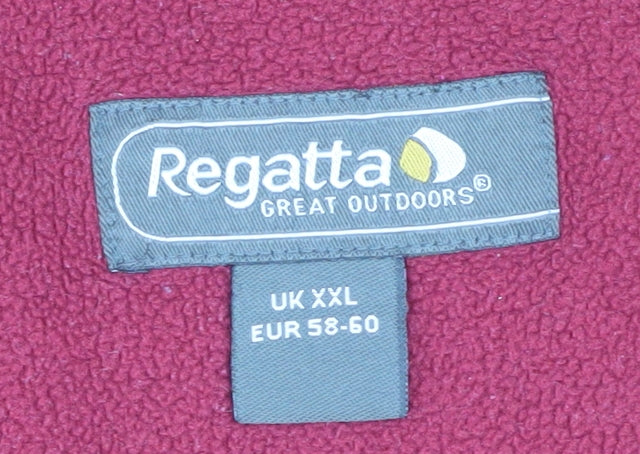 Regatta
GREAT OUTDOORS®
UK XXL
EUR 58-60